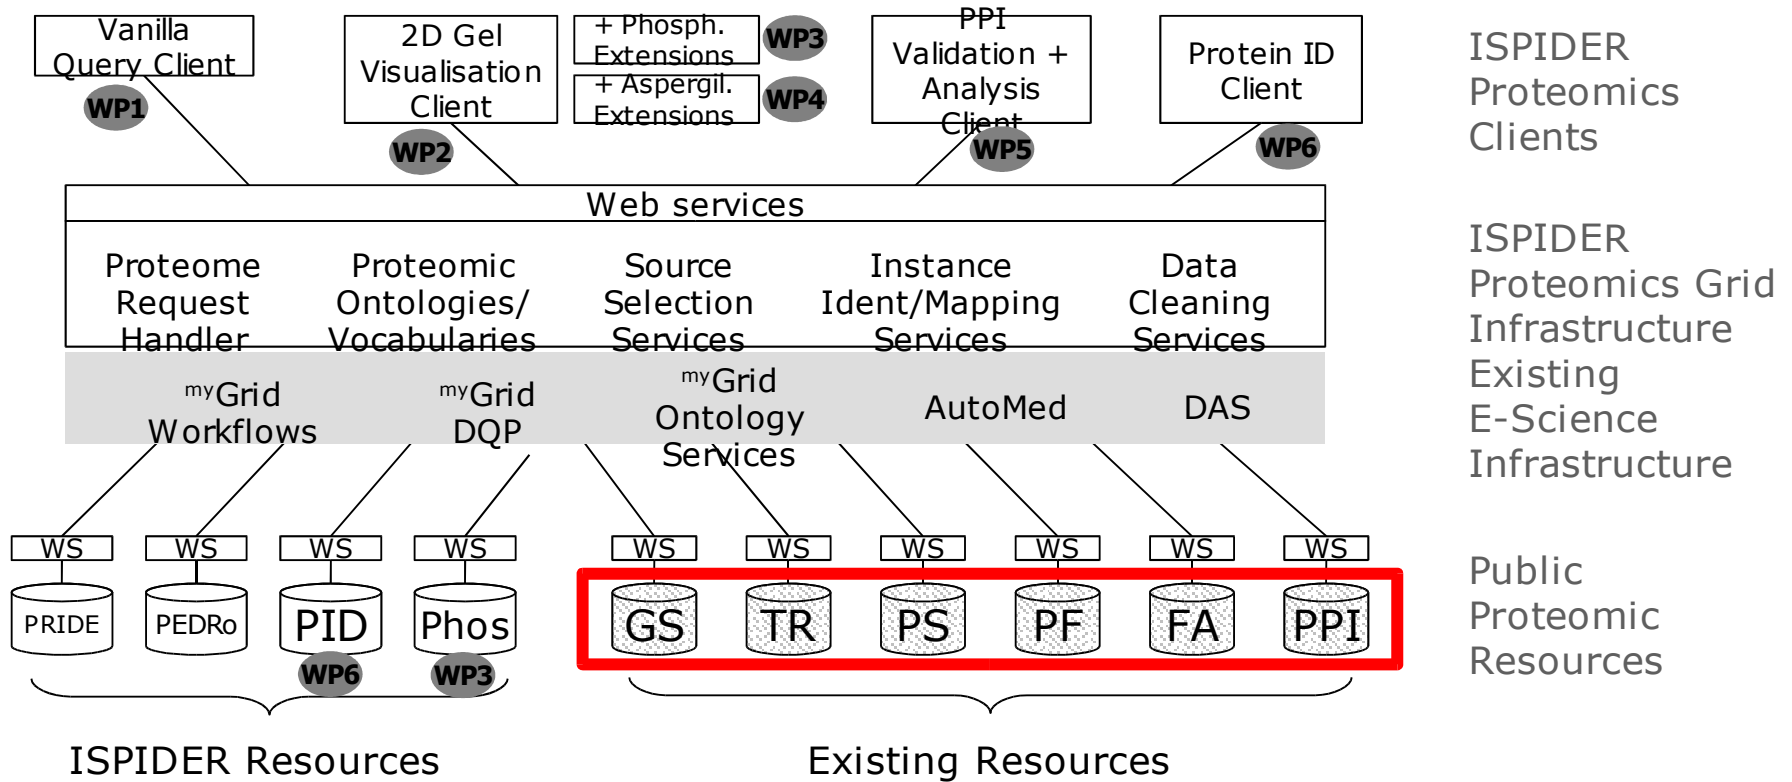 Vanilla
Query Client
WP1
2D Gel
Visualisation
Client
WP2
+ Phosph.
Extensions
WP3
+ Aspergil.
Extensions
WP4
PPI
Validation +
Analysis
Client
WP5
Protein ID
Client
WP6
ISPIDER
Proteomics
Clients
Web services
Proteome
Request
Handler
Proteomic
Ontologies/
Vocabularies
Source
Selection
Services
Instance
Ident/Mapping
Services
Data
Cleaning
Services
ISPIDER
Proteomics Grid
Infrastructure
myGrid
Workflows
myGrid
DQP
myGrid
Ontology
Services
AutoMed
DAS
Existing
E-Science
Infrastructure
WS
WS
WS
WS
WS
WS
WS
WS
WS
WS
PRIDE
PEDRo
PID
Phos
GS
TR
PS
PF
FA
PPI
WP6
WP3
Public
Proteomic
Resources
ISPIDER Resources
Existing Resources